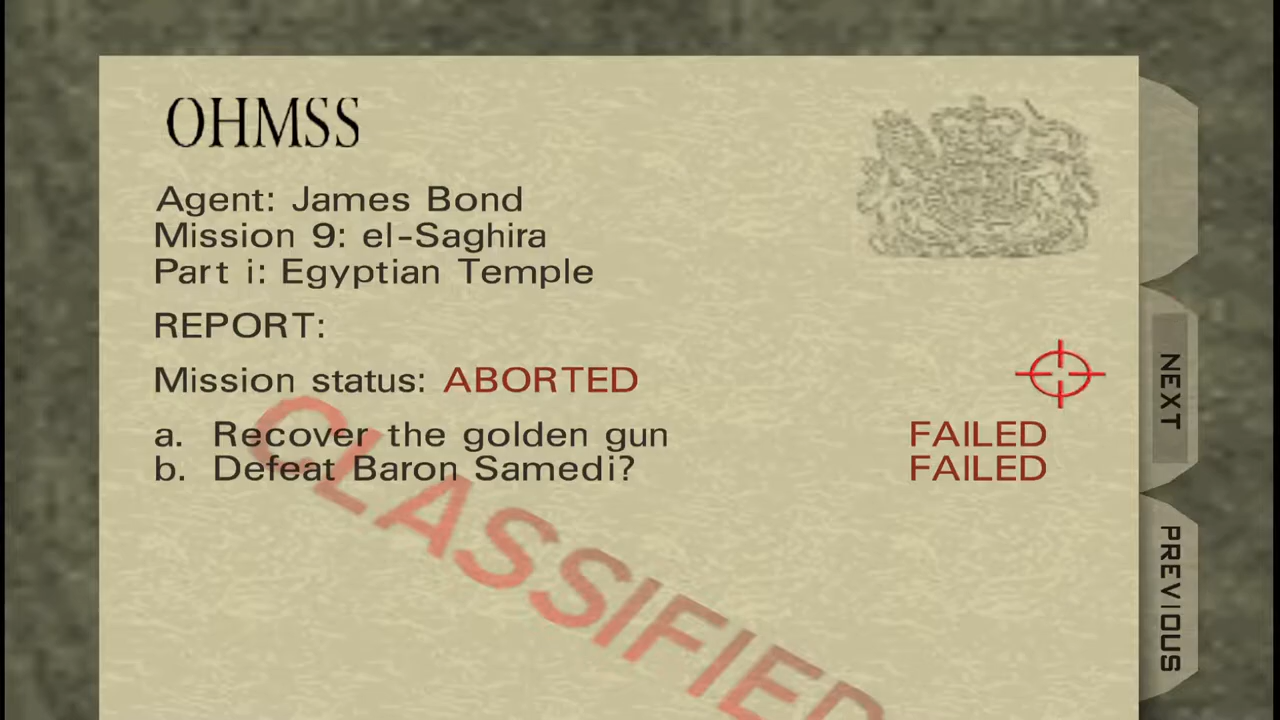 OHMSS
Agent: James Bond
Mission 9: el-Saghira
Part i: Egyptian Temple
REPORT:
Mission status: ABORTED
a. Recover the golden gun FAILED
b. Defeat Baron Samedi? FAILED
CLASSIFIED
NEXT
PREVIOUS